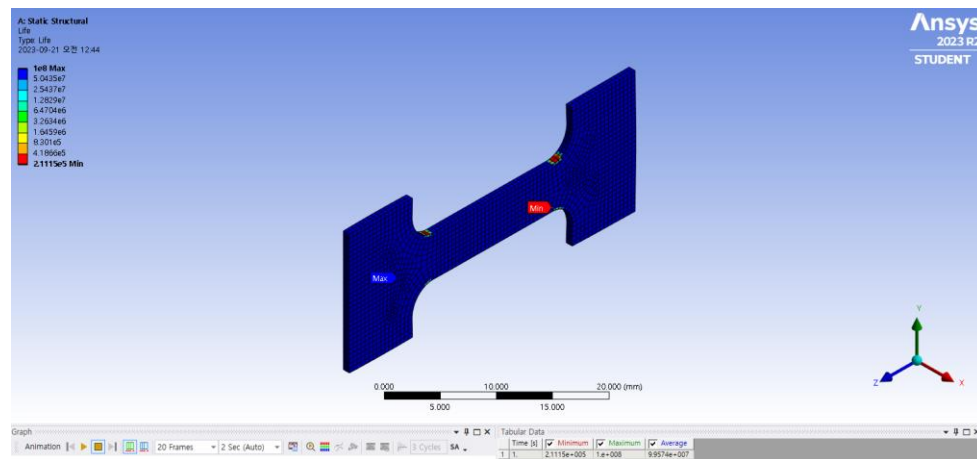 A: Static Structural
Life
Type: Life
2023-09-21 오전 12:44
1e8 Max
5.0435e7
2.5437e7
1.2829e7
6.4704e6
3.2634e6
1.6459e6
8.301e5
4.1866e5
2.1115e5 Min
Ansys
2023 R2
STUDENT
Min
Max
0.000 10.000 20.000 (mm)
5.000 15.000
Y
Z X
Graph
Animation 20 Frames 2 Sec (Auto) 3 Cycles SA
Tabular Data
Time [s] Minimum Maximum Average
1 1. 2.1115e+005 1.e+008 9.9574e+007